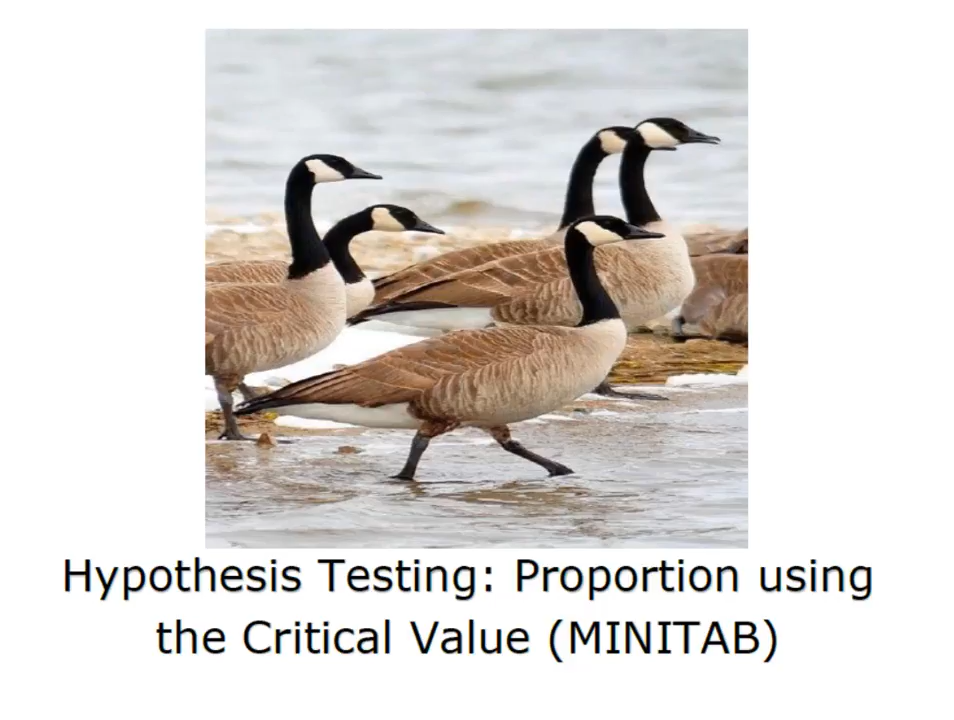 Hypothesis Testing: Proportion using
the Critical Value (MINITAB)